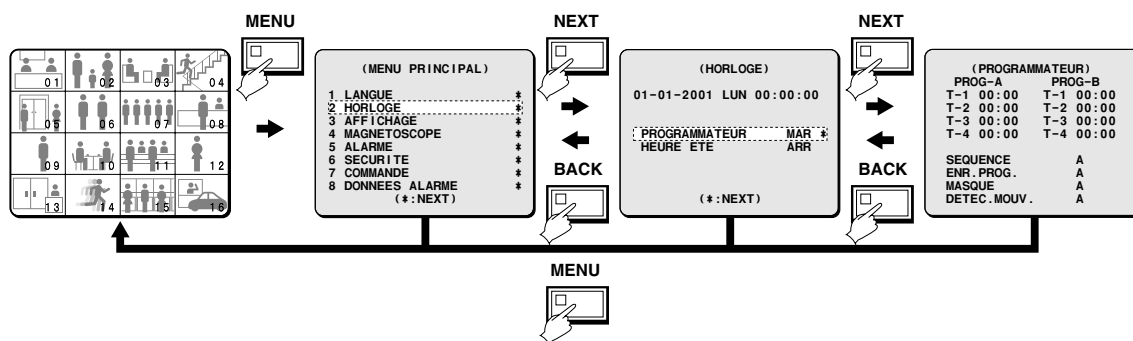 MENU
NEXT
NEXT
01 02 03 04
05 06 07 08
09 10 11 12
13 14 15 16
(MENU PRINCIPAL)
1 LANGUE *
2 HORLOGE *
3 AFFICHAGE *
4 MAGNETOSCOPE *
5 ALARME *
6 SECURITE *
7 COMMANDE *
8 DONNEES ALARME *
(*:NEXT)
BACK
(HORLOGE)
01-01-2001 LUN 00:00:00
PROGRAMMATEUR MAR *
HEURE ETE ARR
(*:NEXT)
BACK
(PROGRAMMATEUR)
PROG-A PROG-B
T-1 00:00 T-1 00:00
T-2 00:00 T-2 00:00
T-3 00:00 T-3 00:00
T-4 00:00 T-4 00:00
SEQUENCE A
ENR.PROG. A
MASQUE A
DETEC.MOUV. A
MENU